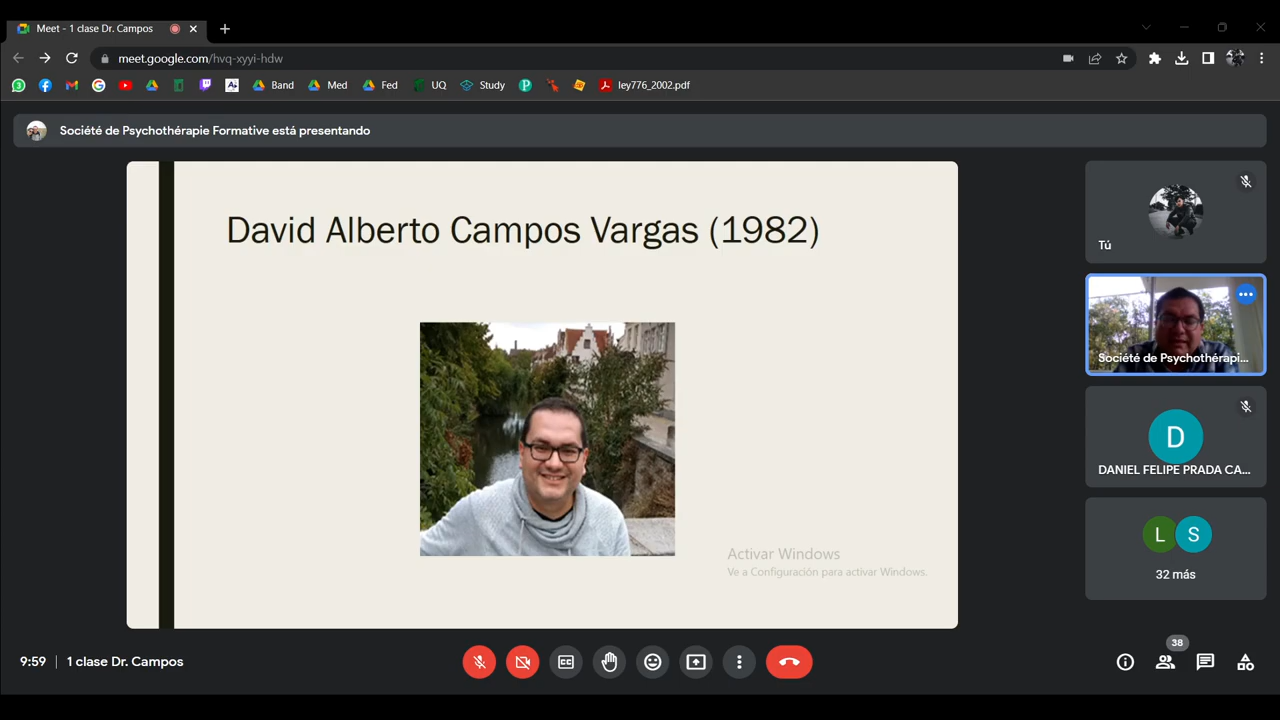 Meet - 1 clase Dr. Campos
meet.google.com/hvq-xyyi-hdw
Band
Med
Fed
UQ
Study
ley776_2002.pdf
Société de Psychothérapie Formative está presentando
David Alberto Campos Vargas (1982)
Activar Windows
Ve a Configuración para activar Windows.
Tú
Société de Psychothérapi...
D
DANIEL FELIPE PRADA CA...
L
S
32 más
9:59
1 clase Dr. Campos
38